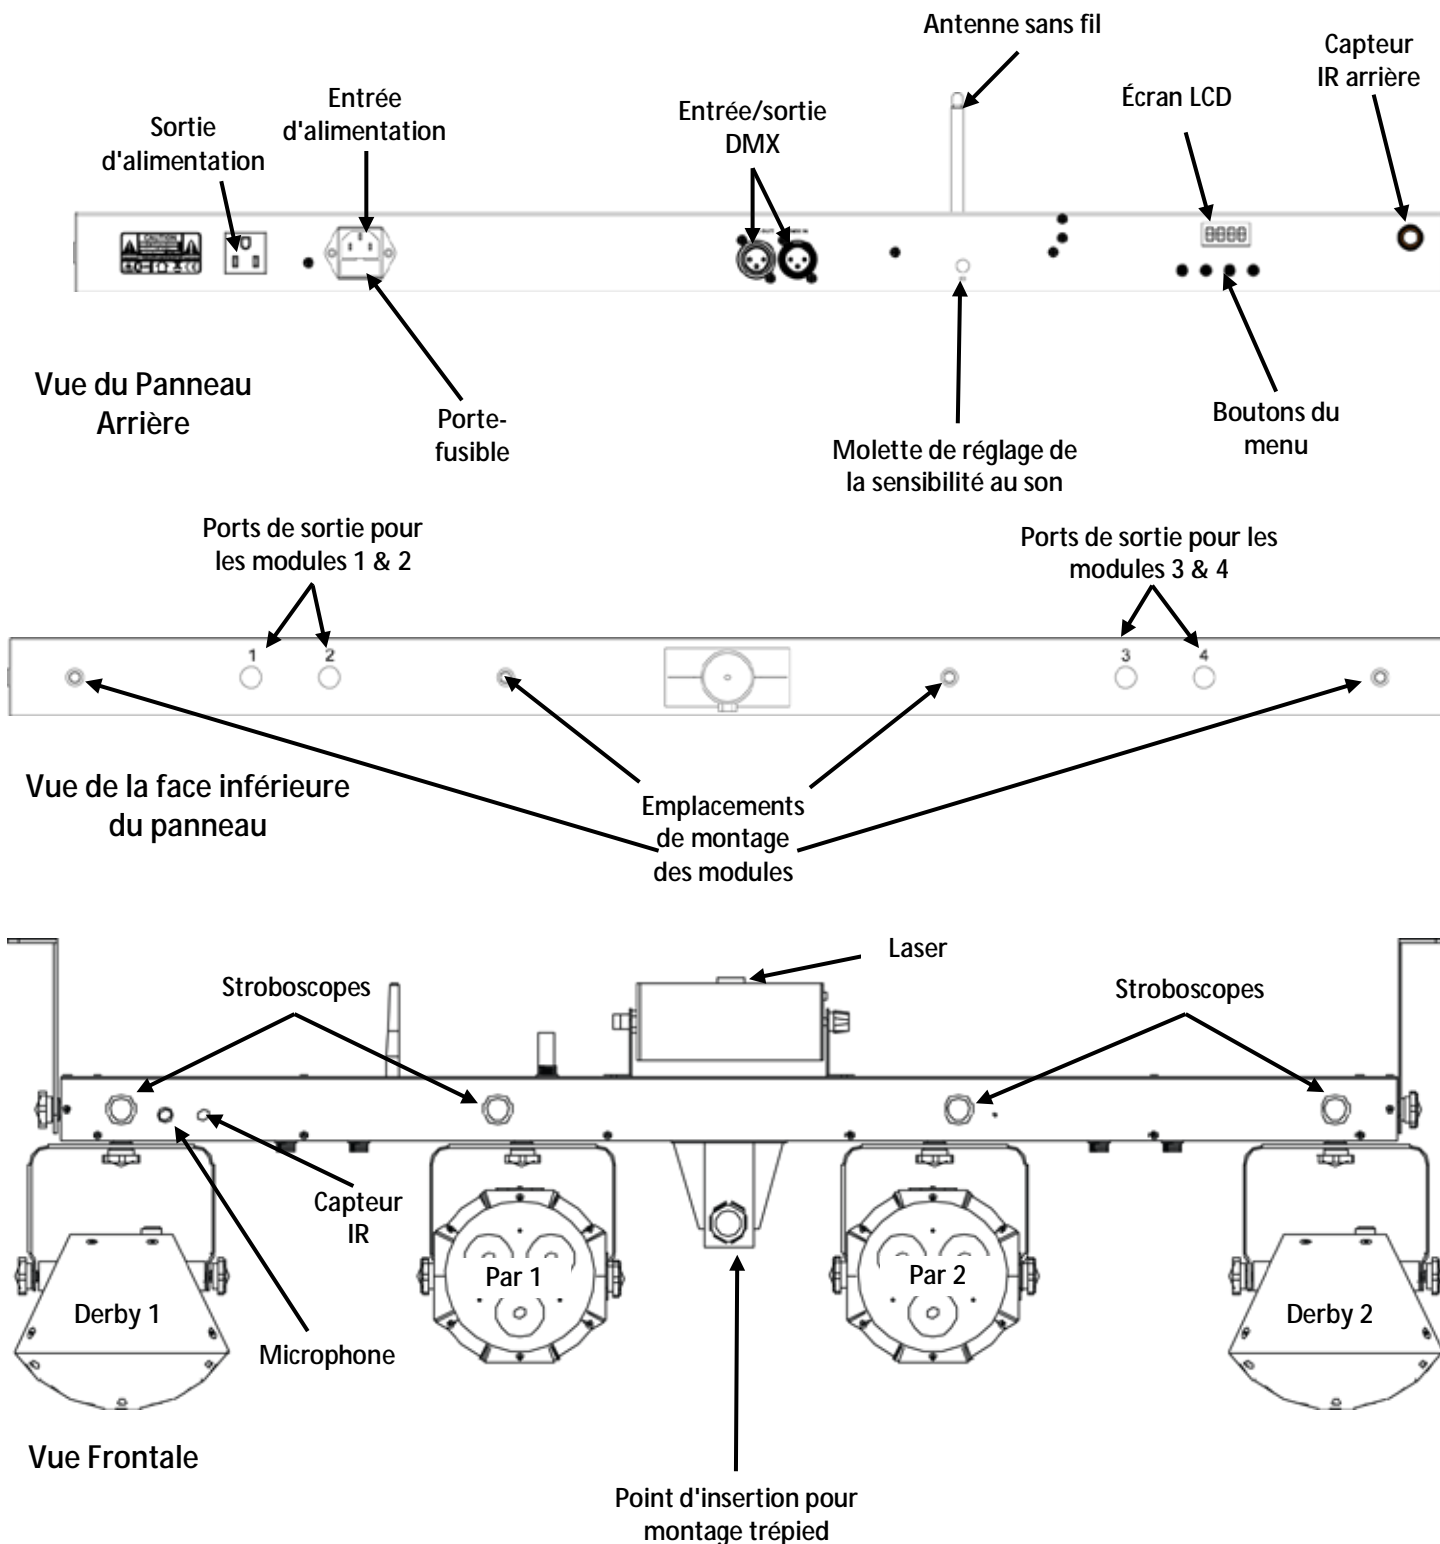 Antenne sans fil
Capteur
IR arrière
Entrée
d'alimentation
Écran LCD
Sortie
d'alimentation
Entrée/sortie
DMX
CAUTION
Vue du Panneau
Arrière
Porte-
fusible
Molette de réglage de
la sensibilité au son
Boutons du
menu
Ports de sortie pour
les modules 1 & 2
Ports de sortie pour les
modules 3 & 4
1
2
3
4
Vue de la face inférieure
du panneau
Emplacements
de montage
des modules
Laser
Stroboscopes
Stroboscopes
Capteur
IR
Par 1
Par 2
Derby 1
Derby 2
Microphone
Vue Frontale
Point d'insertion pour
montage trépied